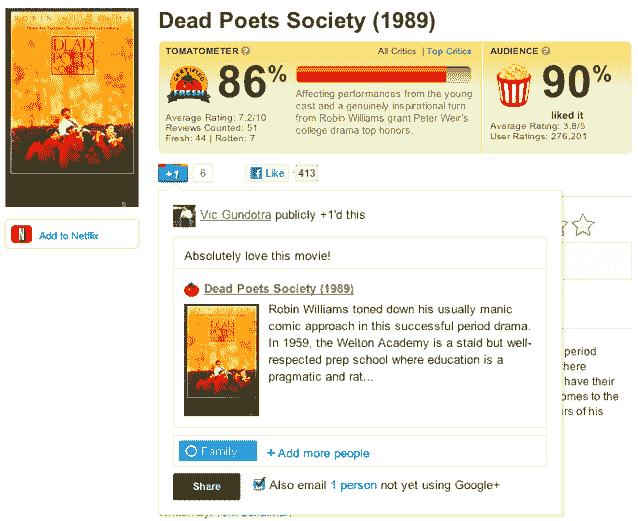 ROBIN WILLIAMS
DEAD
POETS
SOCIETY
Dead Poets Society (1989)
TOMATOMETER ?
All Critics | Top Critics
CERTIFIED
FRESH
86%
Affecting performances from the young
cast and a genuinely inspirational turn
from Robin Williams grant Peter Weir's
college drama top honors.
Average Rating: 7.2/10
Reviews Counted: 51
Fresh: 44 | Rotten: 7
AUDIENCE ?
90%
liked it
Average Rating: 3.8/5
User Ratings: 276,201
+1
6
f Like
413
N Add to Netflix
Vic Gundotra publicly +1'd this
Absolutely love this movie!
Dead Poets Society (1989)
DEAD
POETS
SOCIETY
Robin Williams toned down his usually manic
comic approach in this successful period drama.
In 1959, the Welton Academy is a staid but well-
respected prep school where education is a
pragmatic and rat...
period
here
have their
omes to the
rs of his
Family
+ Add more people
Share
Also email 1 person not yet using Google+